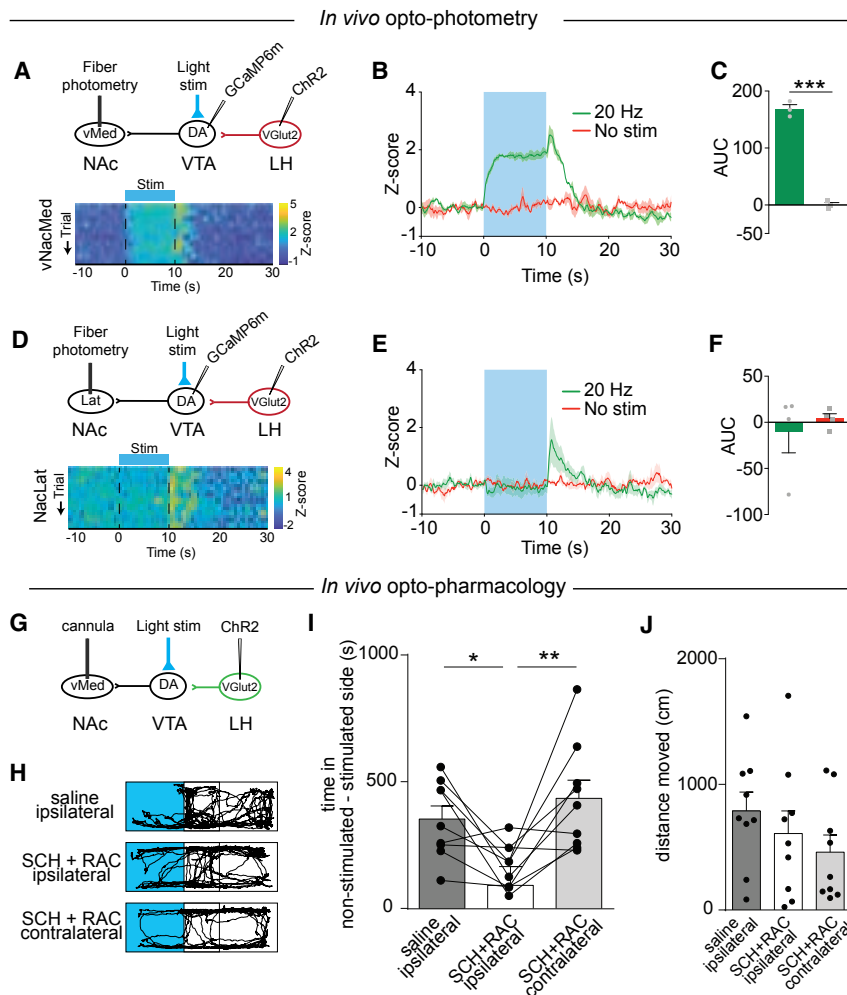 In vivo opto-photometry
A
Fiber photometry
Light stim
GCaMP6m
ChR2
vMed
DA
VGlut2
NAc
VTA
LH
Stim
vNacMed
Trial
5
-1
Z-score
-10 0 10 20 30
Time (s)
B
4
2
0
-1
Z-score
20 Hz
No stim
-10 0 10 20 30
Time (s)
C
***
200
100
0
-50
AUC
D
Fiber photometry
Light stim
GCaMP6m
ChR2
Lat
DA
VGlut2
NAc
VTA
LH
Stim
NacLat
Trial
4
-2
Z-score
-10 0 10 20 30
Time (s)
E
4
2
0
-1
Z-score
20 Hz
No stim
-10 0 10 20 30
Time (s)
F
50
0
-50
-100
AUC
In vivo opto-pharmacology
G
cannula
Light stim
ChR2
vMed
DA
VGlut2
NAc
VTA
LH
H
saline
ipsilateral
SCH + RAC
ipsilateral
SCH + RAC
contralateral
I
time in
non-stimulated - stimulated side (s)
1000
500
0
*
**
saline
ipsilateral
SCH+RAC
ipsilateral
SCH+RAC
contralateral
J
distance moved (cm)
2000
1000
0
saline
ipsilateral
SCH+RAC
ipsilateral
SCH+RAC
contralateral